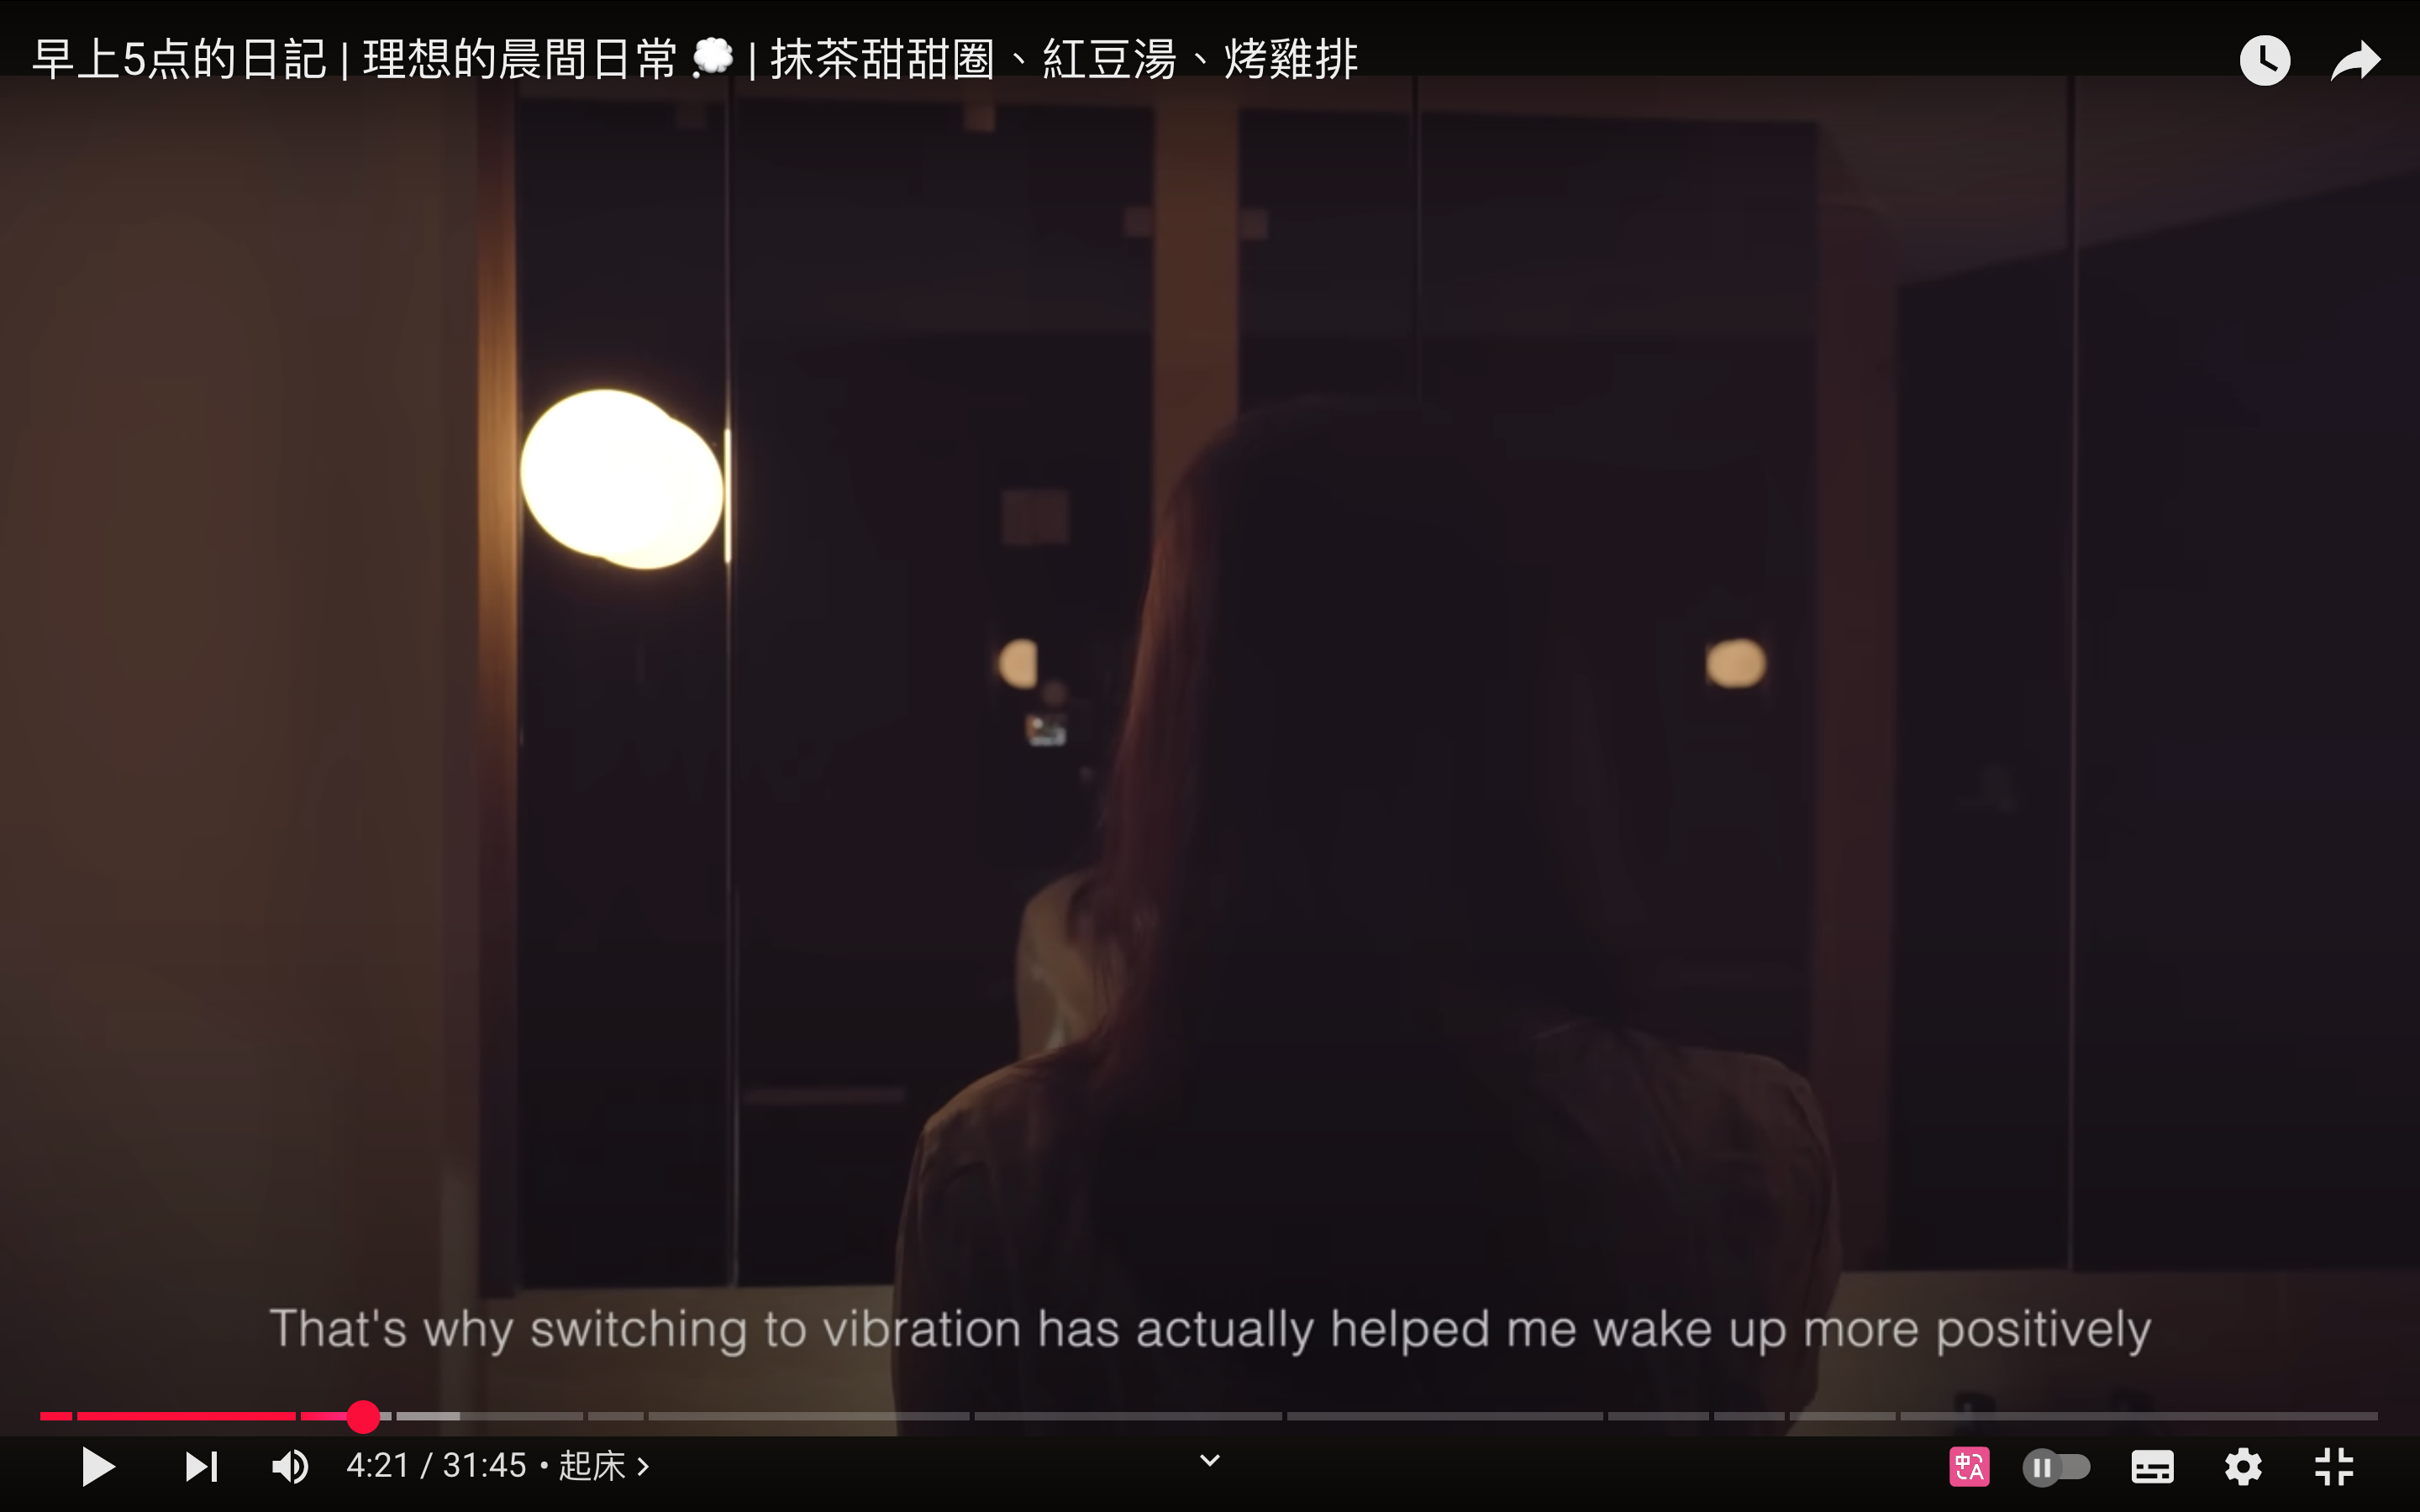 早上5点的日記 | 理想的晨間日常 💭 | 抹茶甜甜圈、紅豆湯、烤雞排
That's why switching to vibration has actually helped me wake up more positively
4:21 / 31:45 • 起床 ›
中A